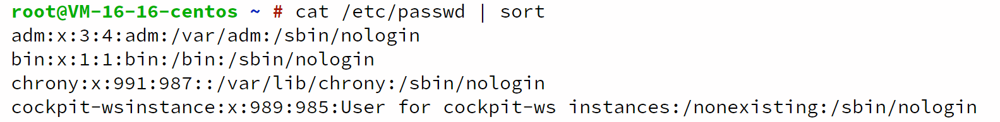 root@VM-16-16-centos ~ # cat /etc/passwd | sort
adm:x:3:4:adm:/var/adm:/sbin/nologin
bin:x:1:1:bin:/bin:/sbin/nologin
chrony:x:991:987::/var/lib/chrony:/sbin/nologin
cockpit-wsinstance:x:989:985:User for cockpit-ws instances:/nonexisting:/sbin/nologin